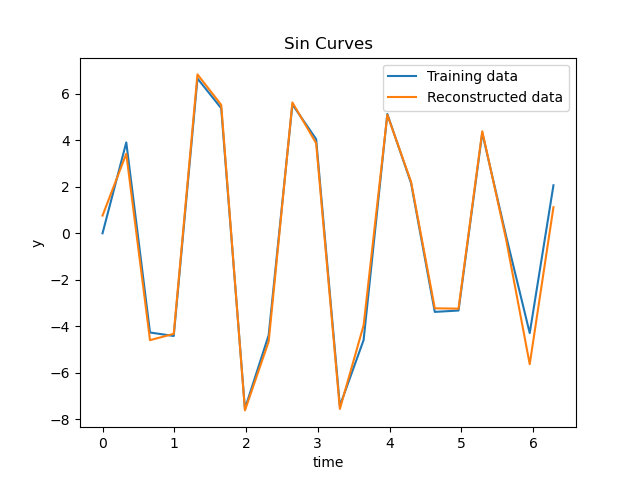 Sin Curves
Training data
Reconstructed data
y
6
4
2
0
−2
−4
−6
−8
0 1 2 3 4 5 6
time